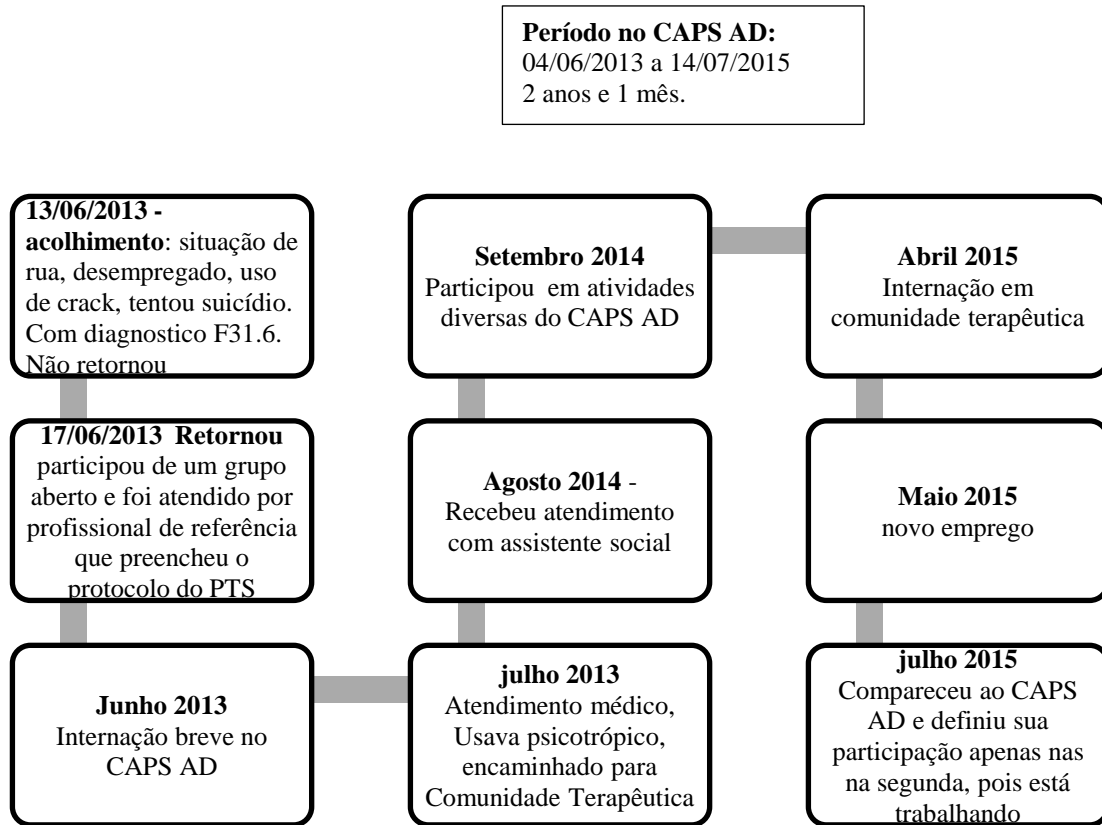 Período no CAPS AD:
04/06/2013 a 14/07/2015
2 anos e 1 mês.
13/06/2013 -
acolhimento: situação de
rua, desempregado, uso
de crack, tentou suicídio.
Com diagnostico F31.6.
Não retornou
17/06/2013 Retornou
participou de um grupo
aberto e foi atendido por
profissional de referência
que preencheu o
protocolo do PTS
Junho 2013
Internação breve no
CAPS AD
julho 2013
Atendimento médico,
Usava psicotrópico,
encaminhado para
Comunidade Terapêutica
Agosto 2014 -
Recebeu atendimento
com assistente social
Setembro 2014
Participou em atividades
diversas do CAPS AD
Abril 2015
Internação em
comunidade terapêutica
Maio 2015
novo emprego
julho 2015
Compareceu ao CAPS
AD e definiu sua
participação apenas nas
na segunda, pois está
trabalhando